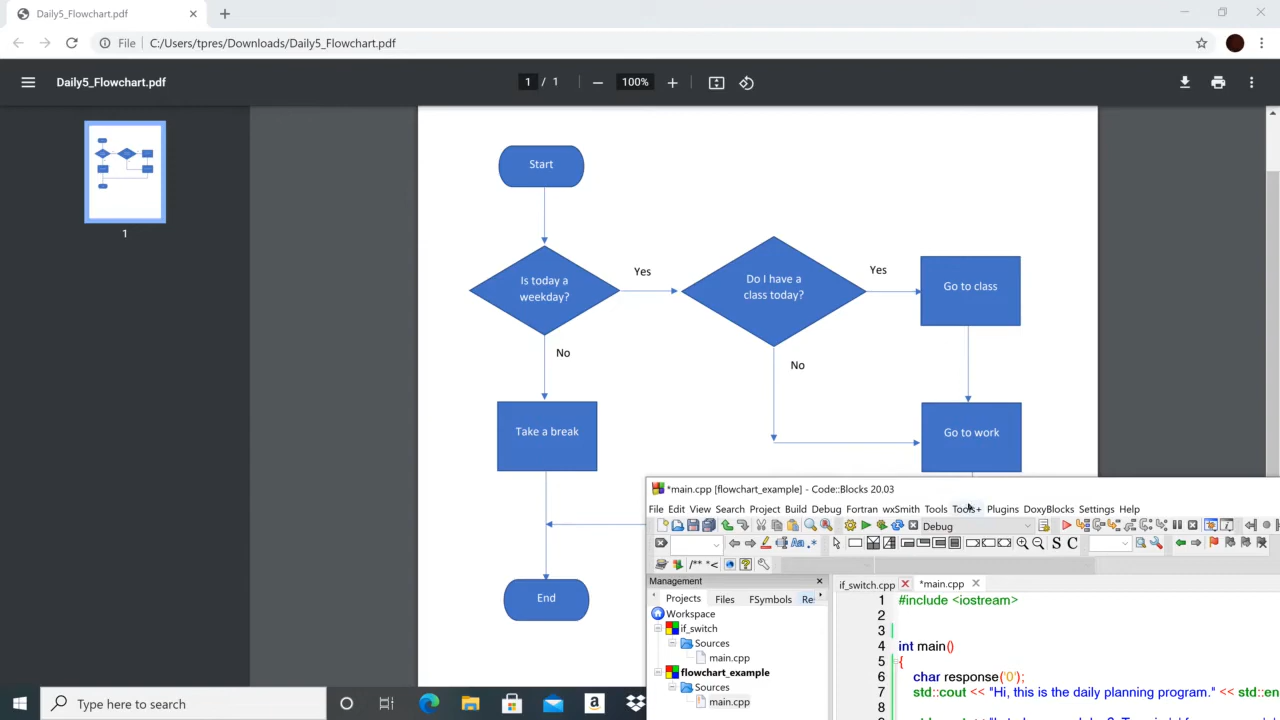 Daily5_Flowchart.pdf
File C:/Users/tpres/Downloads/Daily5_Flowchart.pdf
Daily5_Flowchart.pdf
1 / 1
100%
1
Start
Is today a
weekday?
Yes
Do I have a
class today?
Yes
Go to class
No
No
Take a break
Go to work
End
*main.cpp [flowchart_example] - Code::Blocks 20.03
File Edit View Search Project Build Debug Fortran wxSmith Tools Tools+ Plugins DoxyBlocks Settings Help
Debug
S C
/** *<
Management
Projects Files FSymbols Re
if_switch.cpp *main.cpp
Workspace
if_switch
Sources
main.cpp
flowchart_example
Sources
main.cpp
1 #include <iostream>
2
3
4 int main()
5 {
6 char response('0');
7 std::cout << "Hi, this is the daily planning program." << std::en
8
Type here to search